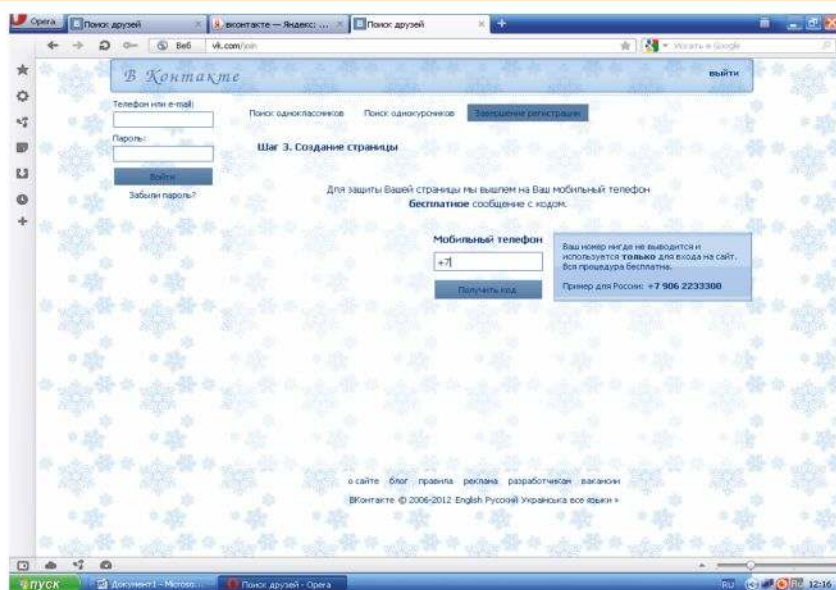 Opera
Поиск друзей
вконтакте — Яндекс: ...
Поиск друзей
Веб
vk.com/join
Искать в Google
В Контакте
выйти
Телефон или e-mail:
Пароль:
Войти
Забыли пароль?
Поиск одноклассников
Поиск однокурсников
Завершение регистрации
Шаг 3. Создание страницы
Для защиты Вашей страницы мы вышлем на Ваш мобильный телефон
бесплатное сообщение с кодом.
Мобильный телефон
+7
Получить код
Ваш номер нигде не выводится и
используется только для входа на сайт.
Вся процедура бесплатна.
Пример для России: +7 906 2233300
о сайте блог правила реклама разработчикам вакансии
ВКонтакте © 2006-2012 English Русский Українська все языки »
пуск
Документ1 - Microso...
Поиск друзей - Opera
RU
12:16